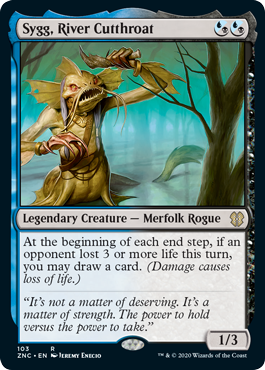 Sygg, River Cutthroat
Legendary Creature — Merfolk Rogue
At the beginning of each end step, if an
opponent lost 3 or more life this turn,
you may draw a card. (Damage causes
loss of life.)
“It’s not a matter of deserving. It’s a
matter of strength. The power to hold
versus the power to take.”
1/3
103 R
ZNC • EN Jeremy Enecio
™ & © 2020 Wizards of the Coast